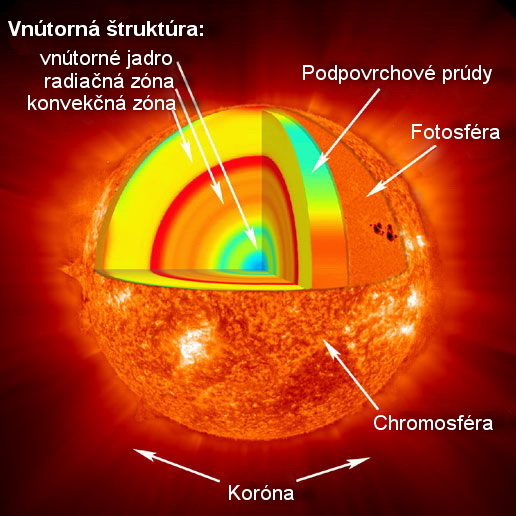 Vnútorná štruktúra:
vnútorné jadro
radiačná zóna
konvekčná zóna
Podpovrchové prúdy
Fotosféra
Chromosféra
Koróna